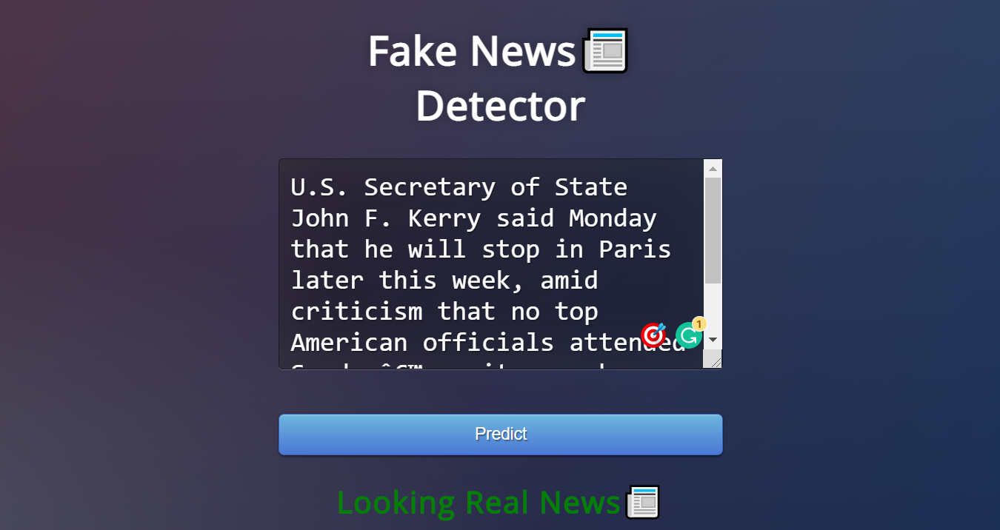 Fake News
Detector
U.S. Secretary of State
John F. Kerry said Monday
that he will stop in Paris
later this week, amid
criticism that no top
American officials attended
1
Predict
Looking Real News